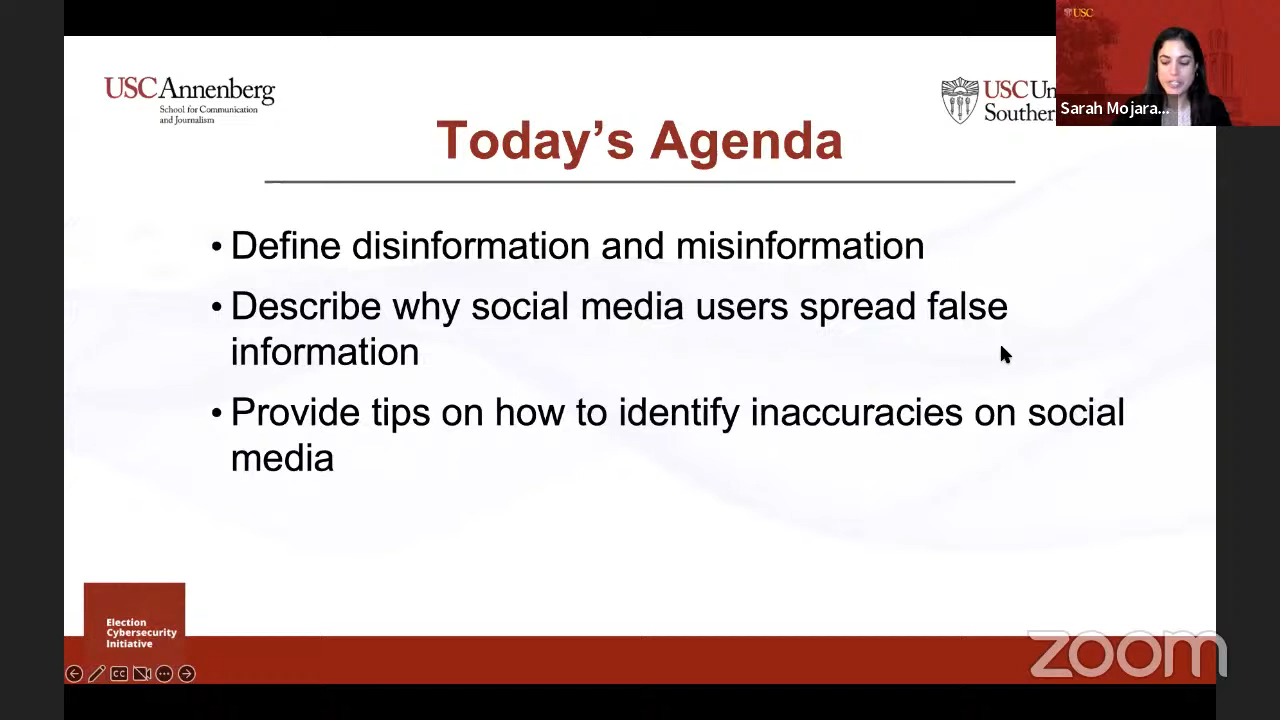 USC Annenberg
School for Communication
and Journalism
USC
Southern
USC
Sarah Mojara...
Today's Agenda
• Define disinformation and misinformation
• Describe why social media users spread false
information
• Provide tips on how to identify inaccuracies on social
media
Election
Cybersecurity
Initiative
CC
zoom